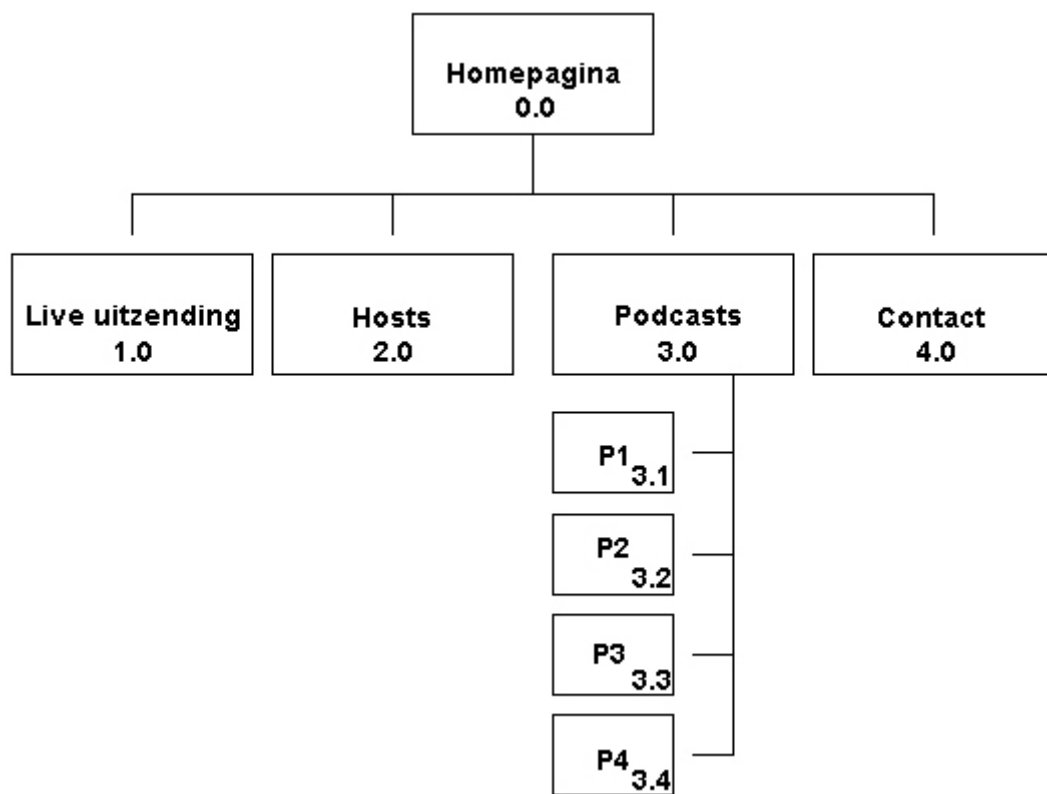 Homepagina
0.0
Live uitzending
1.0
Hosts
2.0
Podcasts
3.0
Contact
4.0
P1
3.1
P2
3.2
P3
3.3
P4
3.4